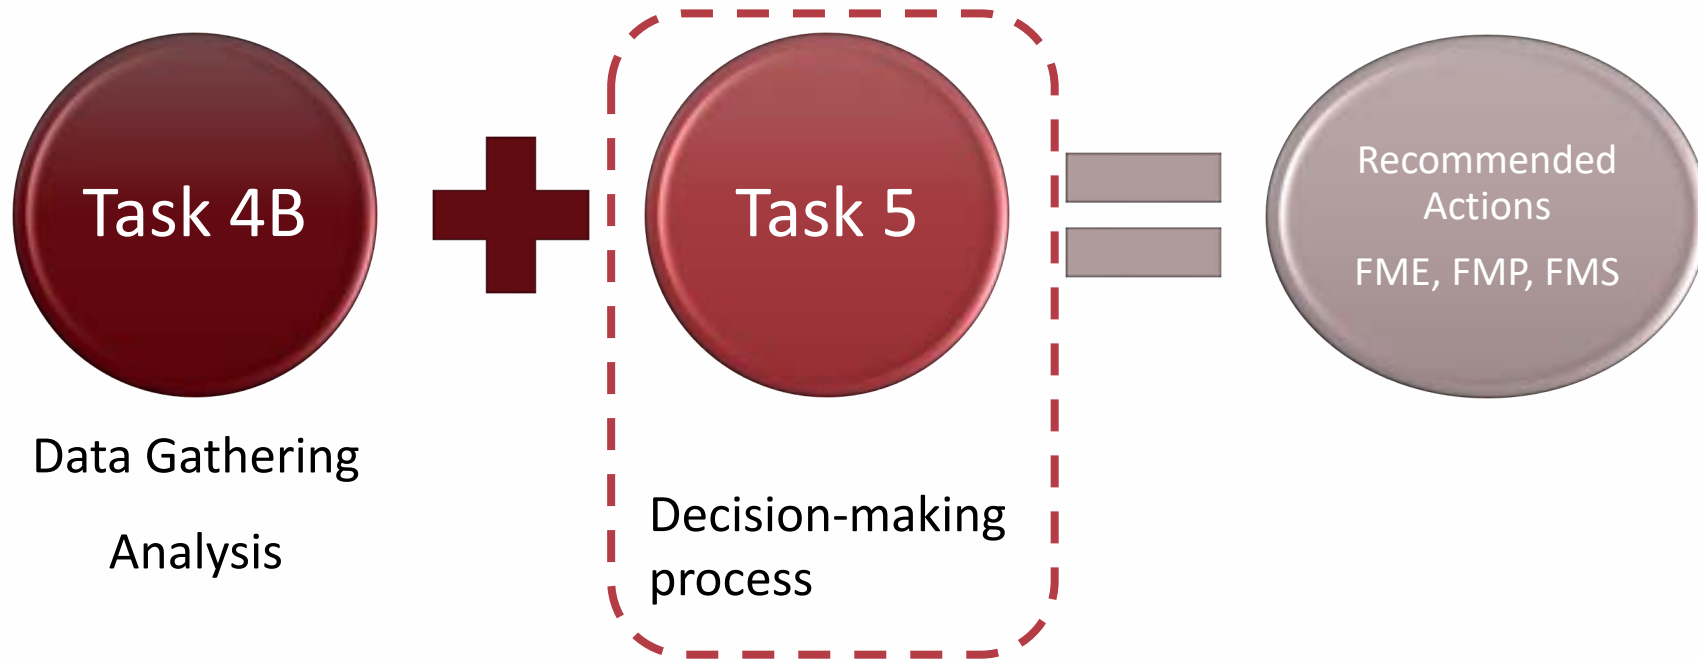 Task 4B
Data Gathering
Analysis
Task 5
Decision-making
process
Recommended
Actions
FME, FMP, FMS